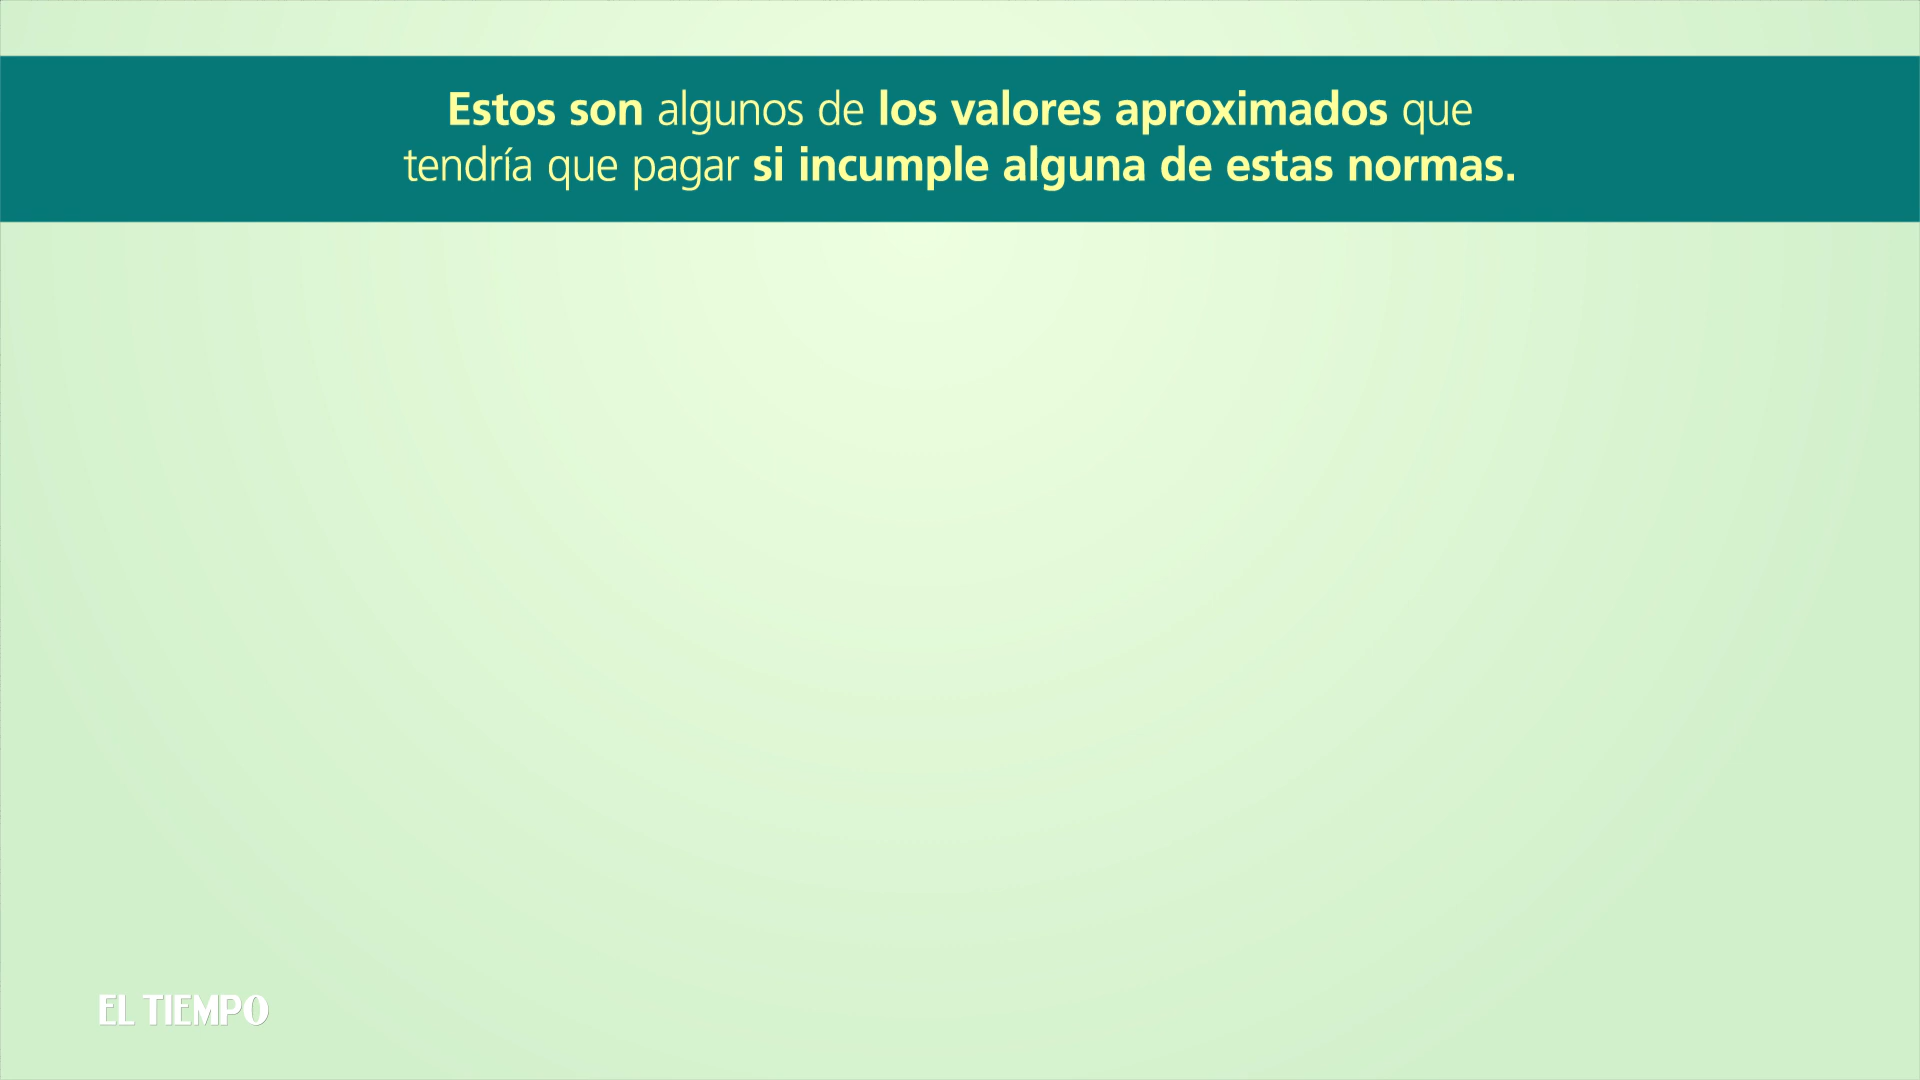 Estos son algunos de los valores aproximados que
tendría que pagar si incumple alguna de estas normas.
EL TIEMPO